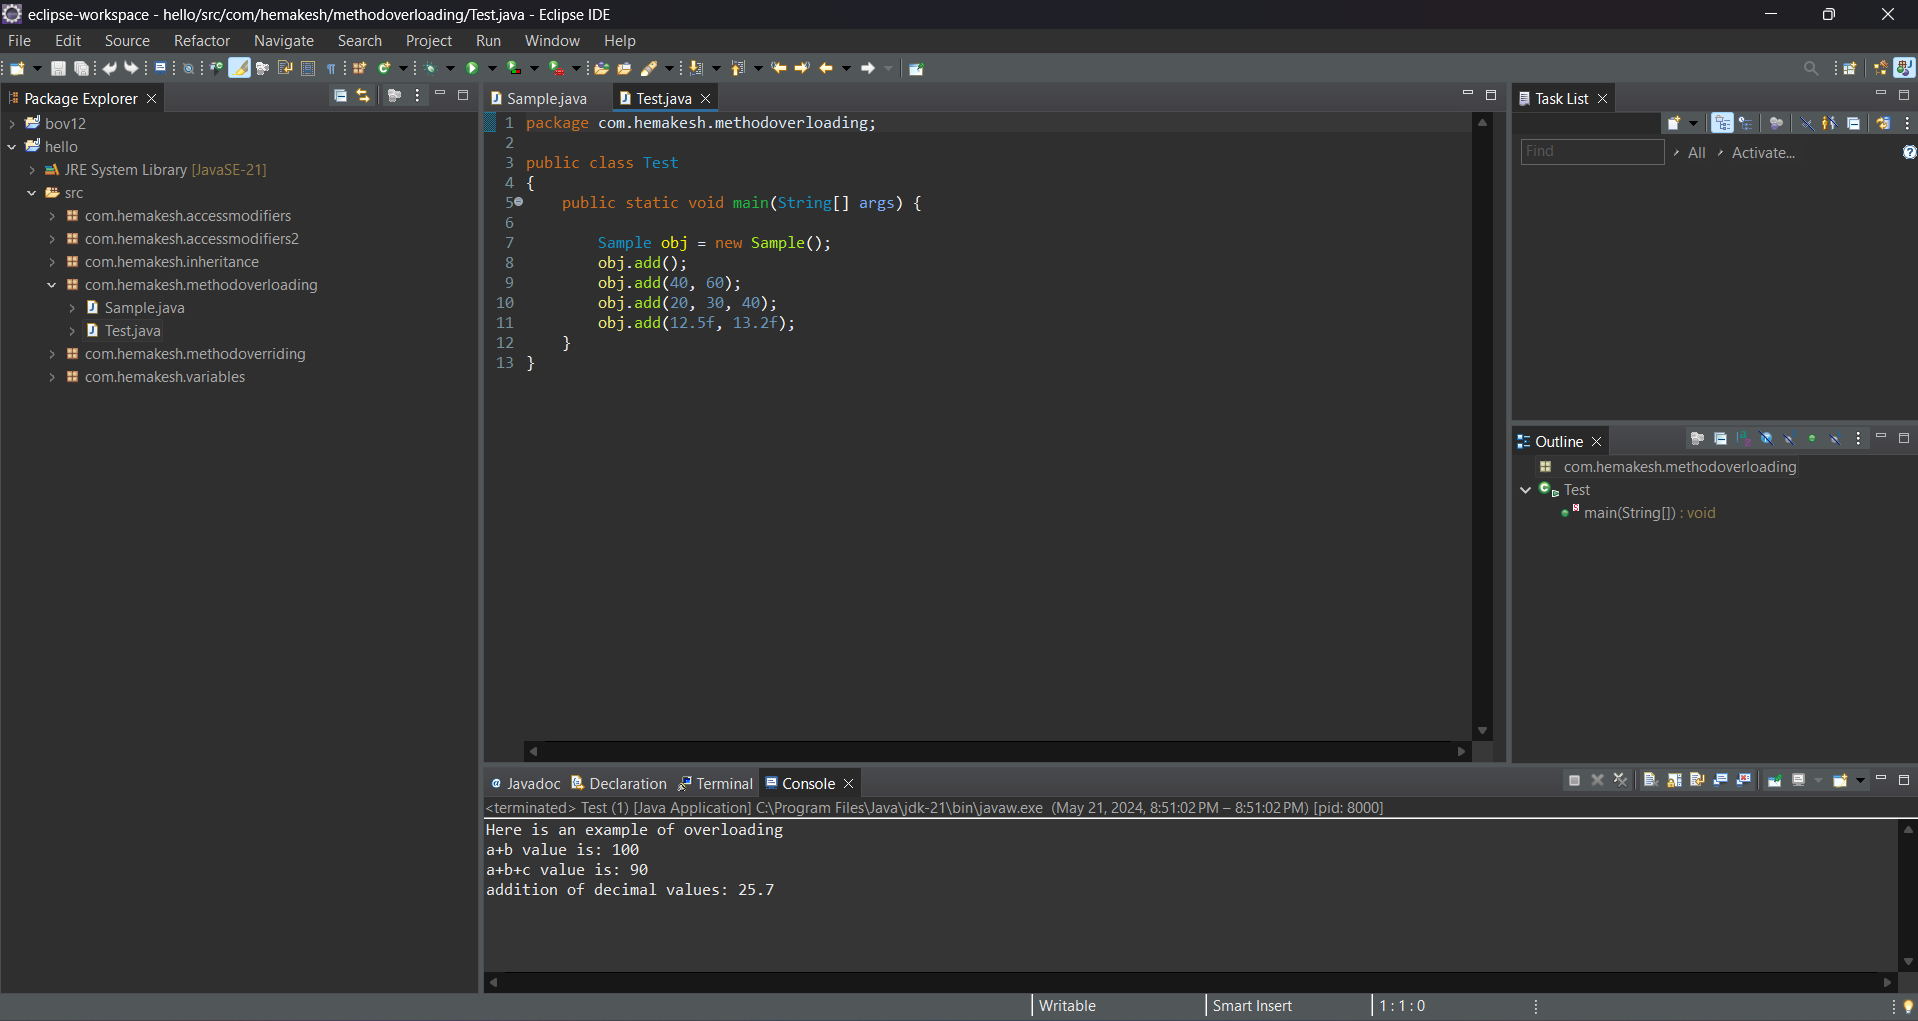 eclipse-workspace - hello/src/com/hemakesh/methodoverloading/Test.java - Eclipse IDE
File Edit Source Refactor Navigate Search Project Run Window Help
Package Explorer
bov12
hello
JRE System Library [JavaSE-21]
src
com.hemakesh.accessmodifiers
com.hemakesh.accessmodifiers2
com.hemakesh.inheritance
com.hemakesh.methodoverloading
Sample.java
Test.java
com.hemakesh.methodoverriding
com.hemakesh.variables
Sample.java Test.java
1 package com.hemakesh.methodoverloading;
2
3 public class Test
4 {
5 public static void main(String[] args) {
6
7 Sample obj = new Sample();
8 obj.add();
9 obj.add(40, 60);
10 obj.add(20, 30, 40);
11 obj.add(12.5f, 13.2f);
12 }
13 }
Task List
Find All Activate...
Outline
com.hemakesh.methodoverloading
Test
main(String[]) : void
Javadoc Declaration Terminal Console
<terminated> Test (1) [Java Application] C:\Program Files\Java\jdk-21\bin\javaw.exe (May 21, 2024, 8:51:02 PM – 8:51:02 PM) [pid: 8000]
Here is an example of overloading
a+b value is: 100
a+b+c value is: 90
addition of decimal values: 25.7
Writable Smart Insert 1 : 1 : 0